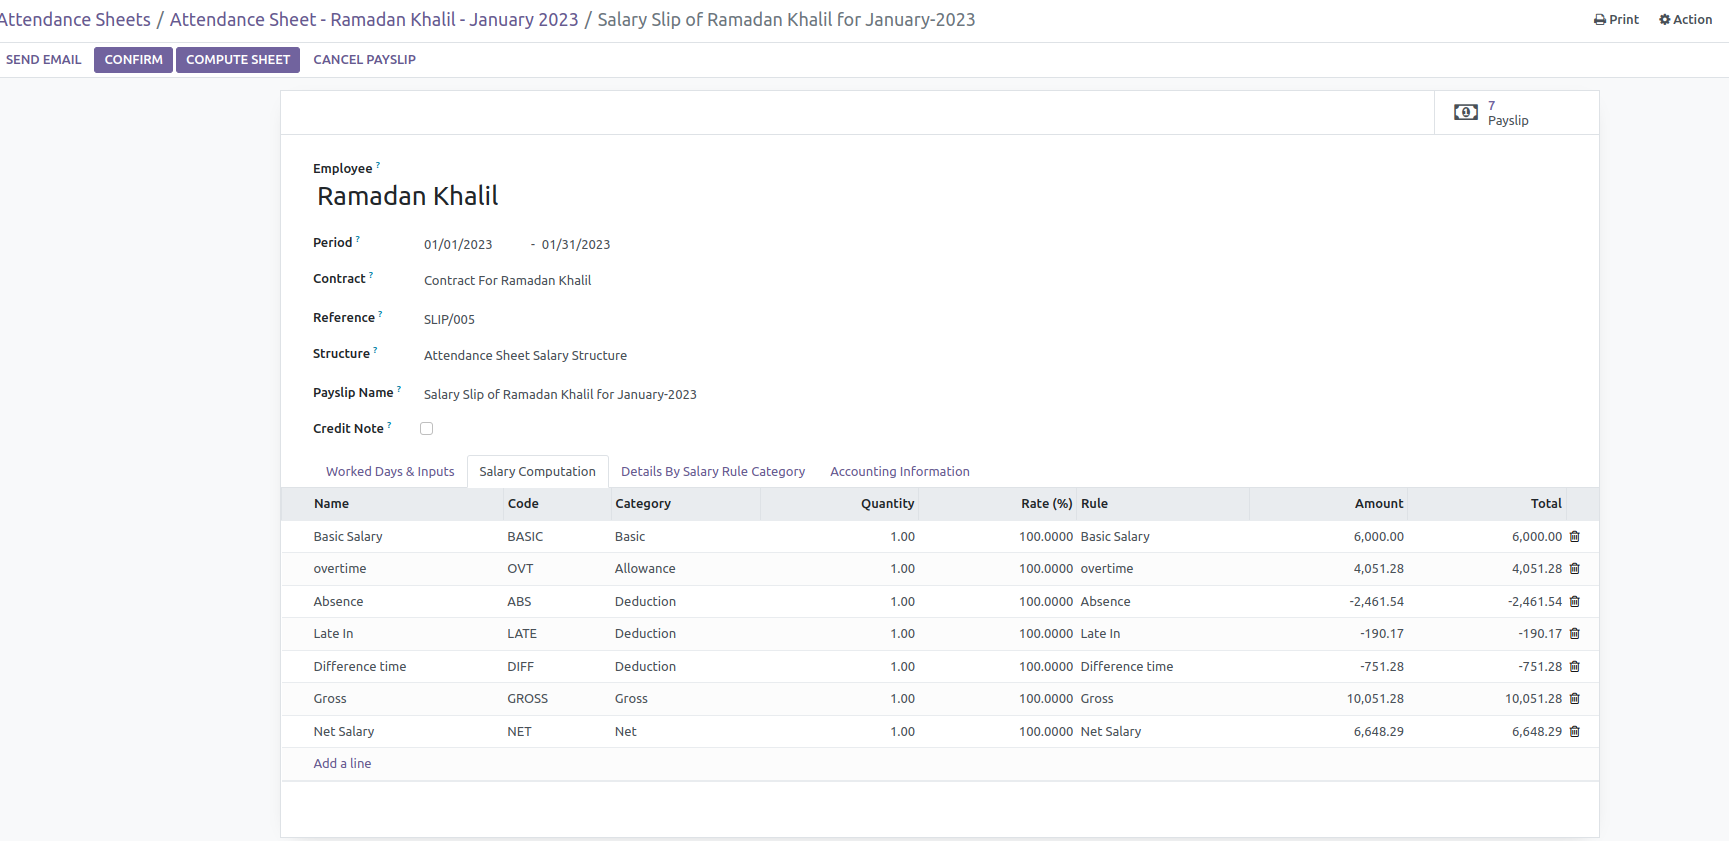 Attendance Sheets / Attendance Sheet - Ramadan Khalil - January 2023 / Salary Slip of Ramadan Khalil for January-2023 Print Action
SEND EMAIL CONFIRM COMPUTE SHEET CANCEL PAYSLIP
7
Payslip
Employee ?
Ramadan Khalil
Period ? 01/01/2023 - 01/31/2023
Contract ? Contract For Ramadan Khalil
Reference ? SLIP/005
Structure ? Attendance Sheet Salary Structure
Payslip Name ? Salary Slip of Ramadan Khalil for January-2023
Credit Note ?
Worked Days & Inputs Salary Computation Details By Salary Rule Category Accounting Information
Name Code Category Quantity Rate (%) Rule Amount Total
Basic Salary BASIC Basic 1.00 100.0000 Basic Salary 6,000.00 6,000.00
overtime OVT Allowance 1.00 100.0000 overtime 4,051.28 4,051.28
Absence ABS Deduction 1.00 100.0000 Absence -2,461.54 -2,461.54
Late In LATE Deduction 1.00 100.0000 Late In -190.17 -190.17
Difference time DIFF Deduction 1.00 100.0000 Difference time -751.28 -751.28
Gross GROSS Gross 1.00 100.0000 Gross 10,051.28 10,051.28
Net Salary NET Net 1.00 100.0000 Net Salary 6,648.29 6,648.29
Add a line